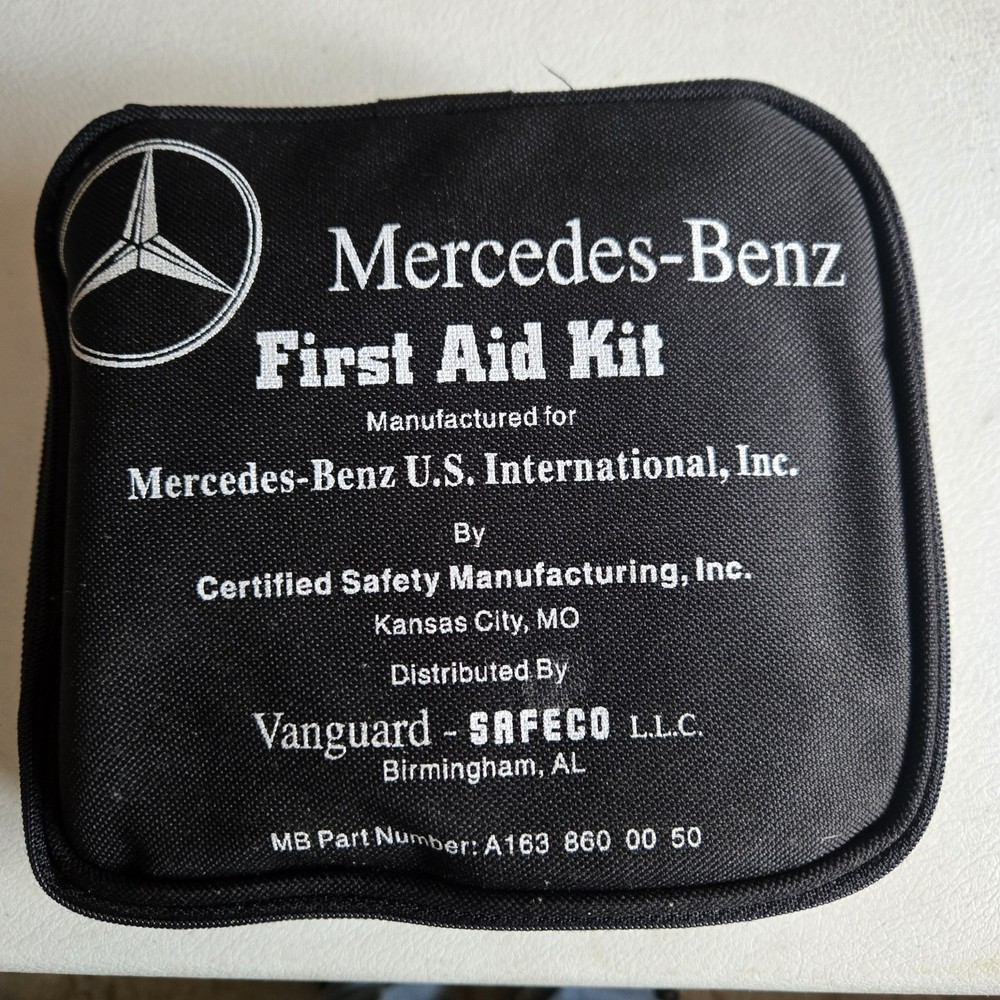 Mercedes-Benz
First Aid Kit
Manufactured for
Mercedes-Benz U.S. International, Inc.
By
Certified Safety Manufacturing, Inc.
Kansas City, MO
Distributed By
Vanguard - SAFECO L.L.C.
Birmingham, AL
MB Part Number: A163 860 00 50